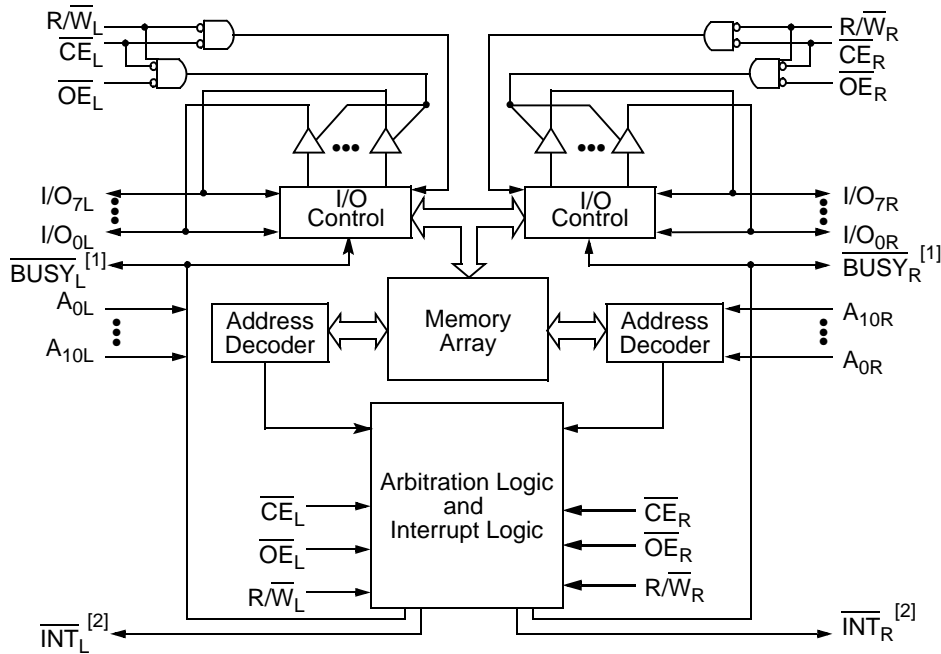 R/W̅L
C̅E̅L
O̅E̅L
R/W̅R
C̅E̅R
O̅E̅R
I/O7L
I/O0L
I/O
Control
I/O
Control
I/O7R
I/O0R
B̅U̅S̅Y̅L [1]
B̅U̅S̅Y̅R [1]
A0L
A10L
Address
Decoder
Memory
Array
Address
Decoder
A10R
A0R
Arbitration Logic
and
Interrupt Logic
C̅E̅L
O̅E̅L
R/W̅L
C̅E̅R
O̅E̅R
R/W̅R
I̅N̅T̅L [2]
I̅N̅T̅R [2]